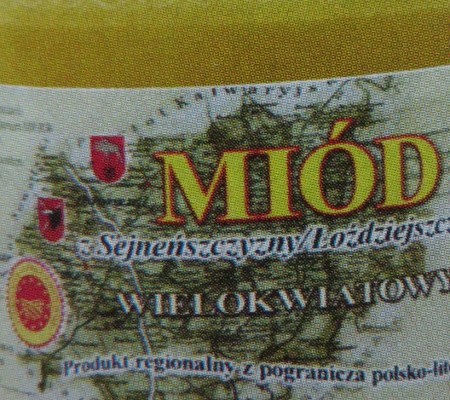 MIÓD
z Sejneńszczyzny/Łoździejszcz
WIELOKWIATOWY
Produkt regionalny z pogranicza polsko-lit